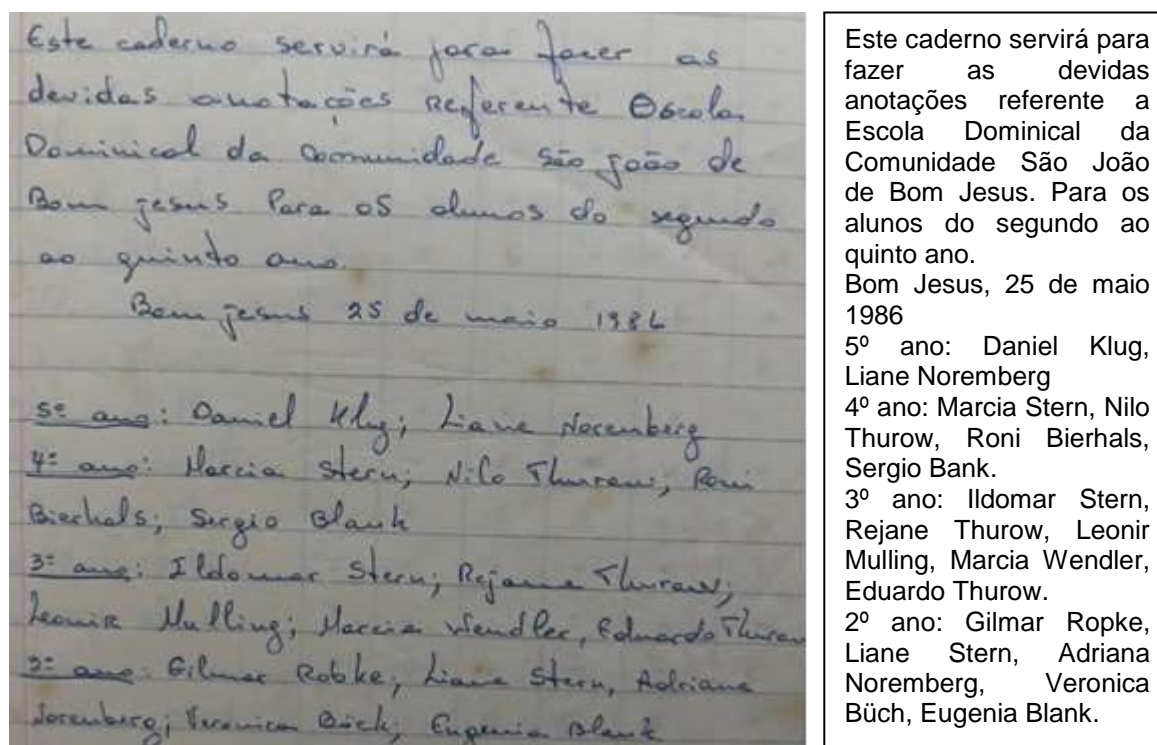 Este caderno servirá para fazer as
devidas anotações Referente Escola
Dominical da Comunidade São João de
Bom jesus Para os alunos do segundo
ao quinto ano.
Bom jesus 25 de maio 1986
5º ano: Daniel Klug; Liane Norenberg
4º ano: Marcia Stern; Nilo Thurow; Roni
Bierhals; Sergio Blank
3º ano: Ildomar Stern; Rejane Thurow;
Leonir Mulling; Marcia Wendler, Eduardo Thurow
2º ano: Gilmar Robke; Liane Stern, Adriana
Norenberg; Veronica Bück; Eugenia Blank
Este caderno servirá para
fazer as devidas
anotações referente a
Escola Dominical da
Comunidade São João
de Bom Jesus. Para os
alunos do segundo ao
quinto ano.
Bom Jesus, 25 de maio
1986
5º ano: Daniel Klug,
Liane Noremberg
4º ano: Marcia Stern, Nilo
Thurow, Roni Bierhals,
Sergio Bank.
3º ano: Ildomar Stern,
Rejane Thurow, Leonir
Mulling, Marcia Wendler,
Eduardo Thurow.
2º ano: Gilmar Ropke,
Liane Stern, Adriana
Noremberg, Veronica
Büch, Eugenia Blank.